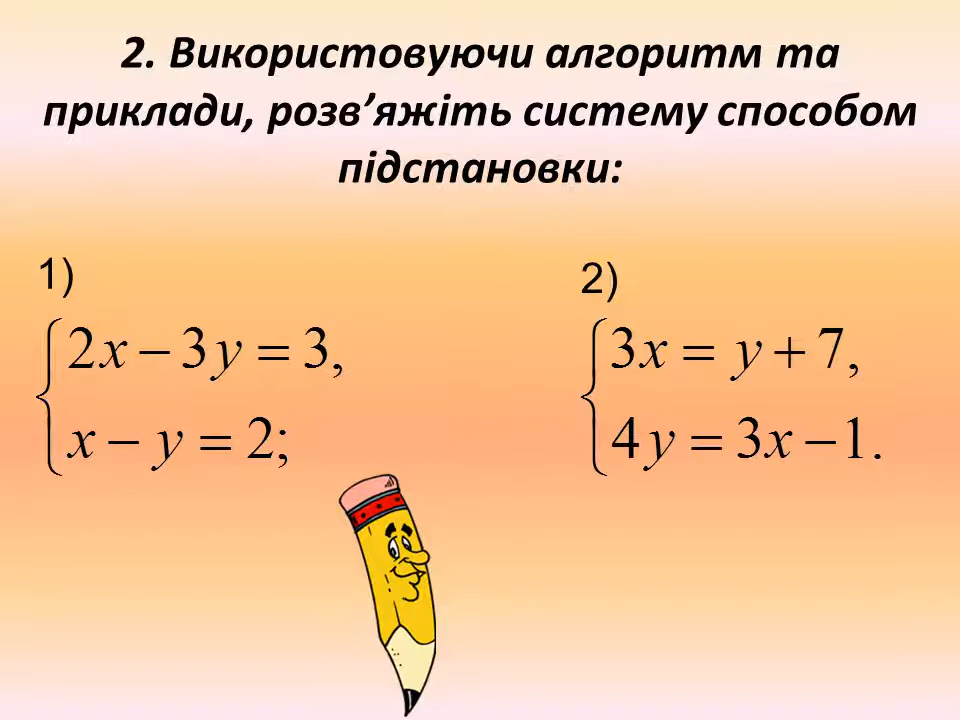 2. Використовуючи алгоритм та
приклади, розв’яжіть систему способом
підстановки:
1)
2x − 3y = 3,
x − y = 2;
2)
3x = y + 7,
4y = 3x − 1.